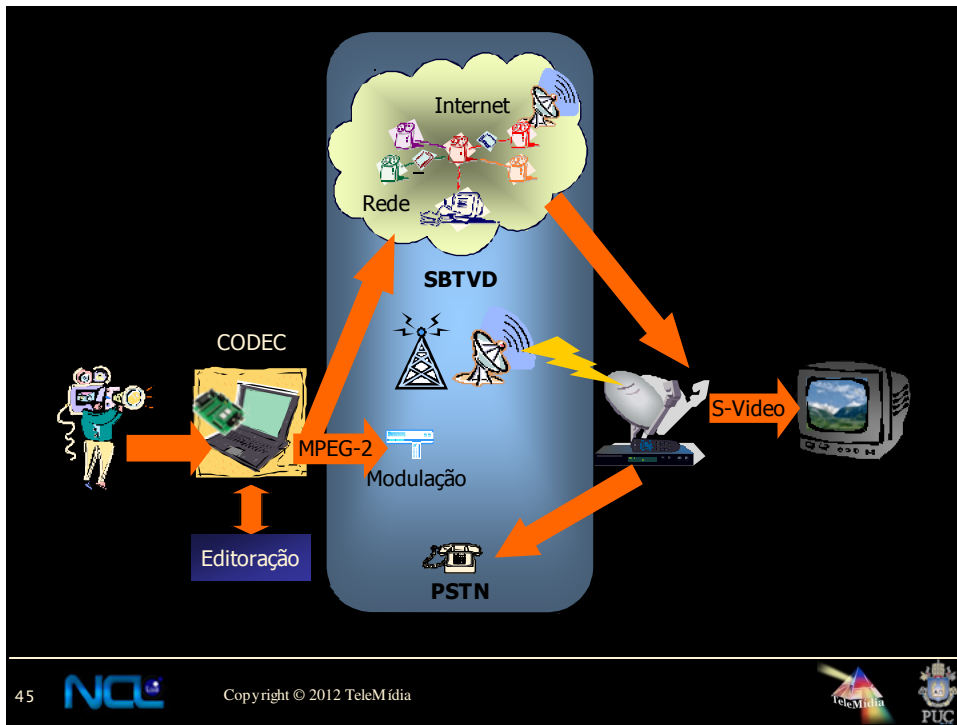 Internet
Rede
SBTVD
CODEC
S-Video
MPEG-2
Modulação
Editoração
PSTN
45
NCL
Copyright © 2012 TeleMídia
TeleMídia
PUC